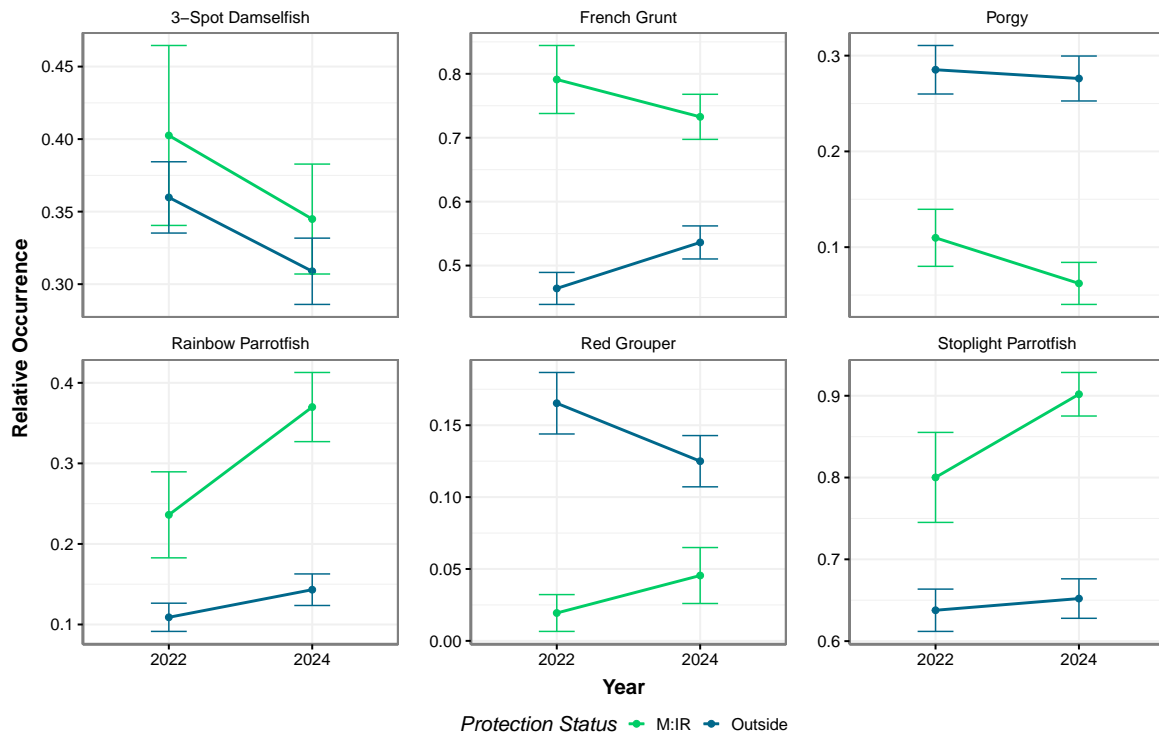 3−Spot Damselfish
French Grunt
Porgy
0.45
0.40
0.35
0.30
0.8
0.7
0.6
0.5
0.3
0.2
0.1
Relative Occurrence
Rainbow Parrotfish
Red Grouper
Stoplight Parrotfish
0.4
0.3
0.2
0.1
0.15
0.10
0.05
0.00
0.9
0.8
0.7
0.6
2022 2024
2022 2024
2022 2024
Year
Protection Status M:IR Outside